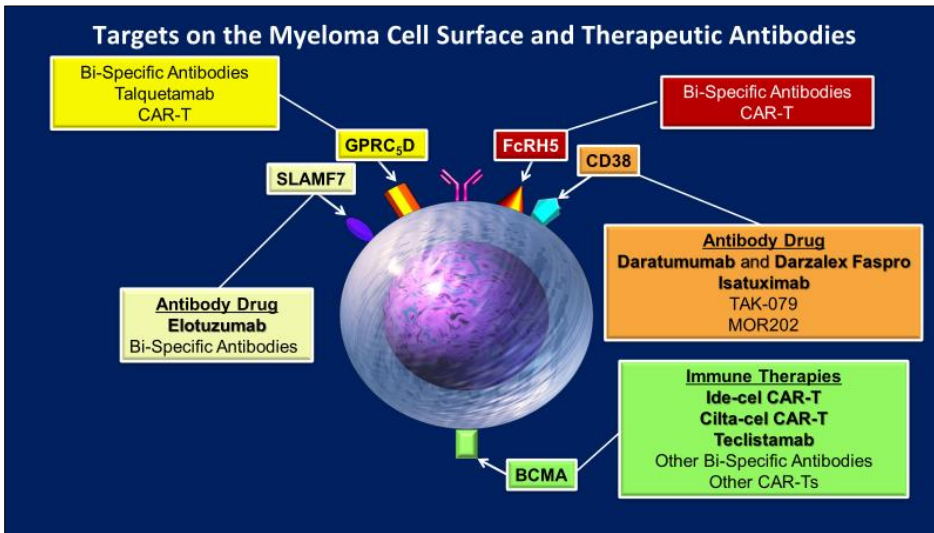 Targets on the Myeloma Cell Surface and Therapeutic Antibodies
Bi-Specific Antibodies
Talquetamab
CAR-T
Bi-Specific Antibodies
CAR-T
GPRC₅D
FcRH5
CD38
SLAMF7
Antibody Drug
Daratumumab and Darzalex Faspro
Isatuximab
TAK-079
MOR202
Antibody Drug
Elotuzumab
Bi-Specific Antibodies
Immune Therapies
Ide-cel CAR-T
Cilta-cel CAR-T
Teclistamab
Other Bi-Specific Antibodies
Other CAR-Ts
BCMA